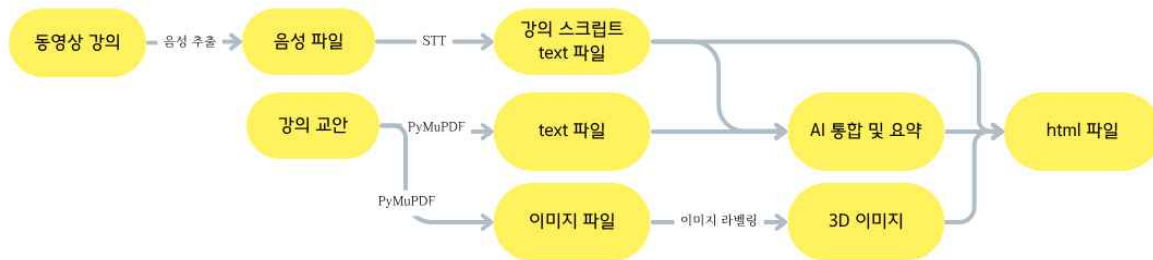 동영상 강의
음성 추출
음성 파일
STT
강의 스크립트
text 파일
강의 교안
PyMuPDF
text 파일
AI 통합 및 요약
html 파일
PyMuPDF
이미지 파일
이미지 라벨링
3D 이미지